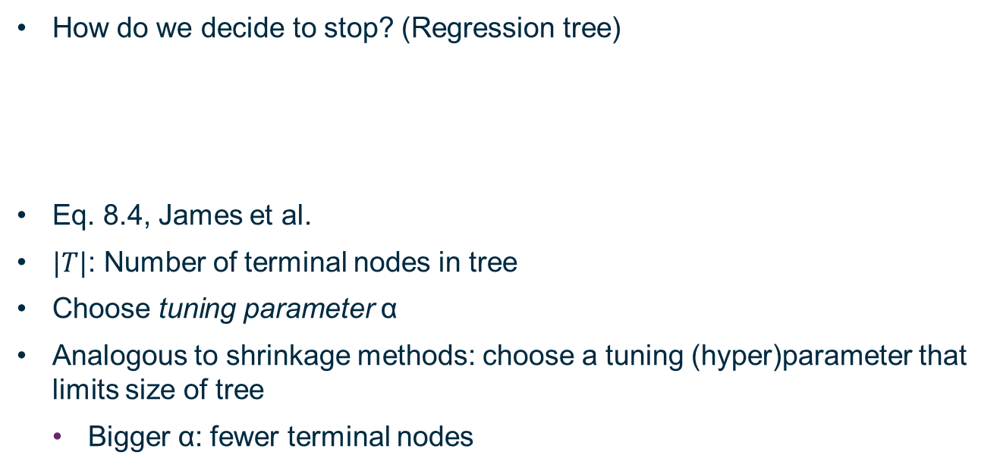 • How do we decide to stop? (Regression tree)
• Eq. 8.4, James et al.
• |𝑇|: Number of terminal nodes in tree
• Choose tuning parameter α
• Analogous to shrinkage methods: choose a tuning (hyper)parameter that
limits size of tree
• Bigger α: fewer terminal nodes